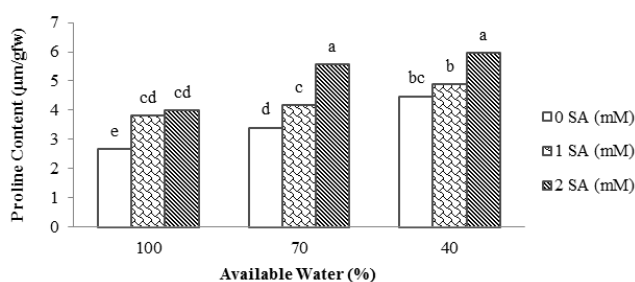 7
6
5
4
3
2
1
0
Proline Content (µm/gfw)
e
cd
cd
d
c
a
bc
b
a
100
70
40
Available Water (%)
0 SA (mM)
1 SA (mM)
2 SA (mM)